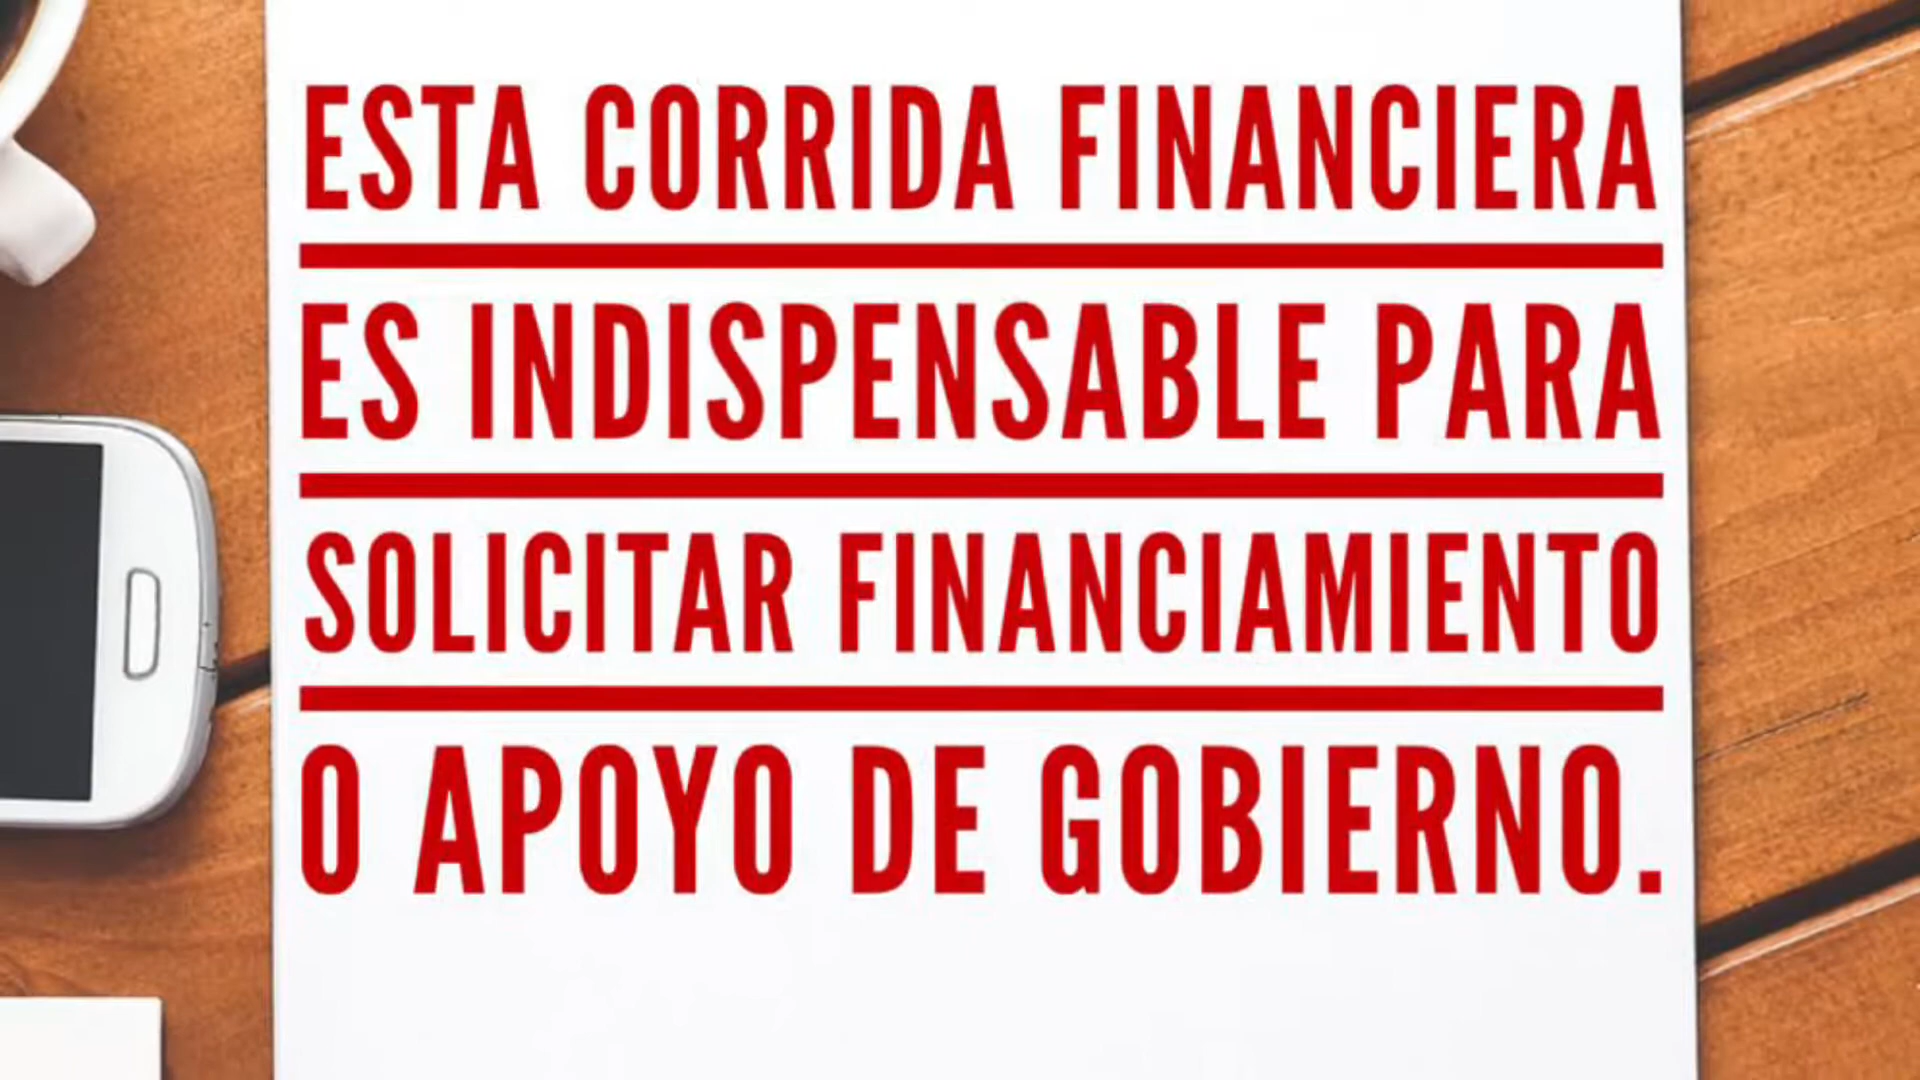 ESTA CORRIDA FINANCIERA
ES INDISPENSABLE PARA
SOLICITAR FINANCIAMIENTO
O APOYO DE GOBIERNO.